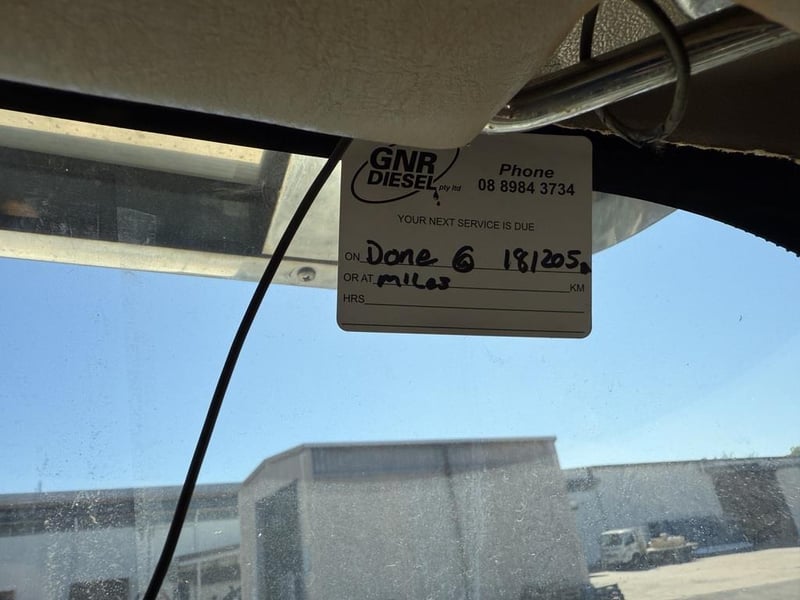 GNR
DIESEL pty ltd
Phone
08 8984 3734
YOUR NEXT SERVICE IS DUE
ON Done @ 181205
OR AT miles KM
HRS